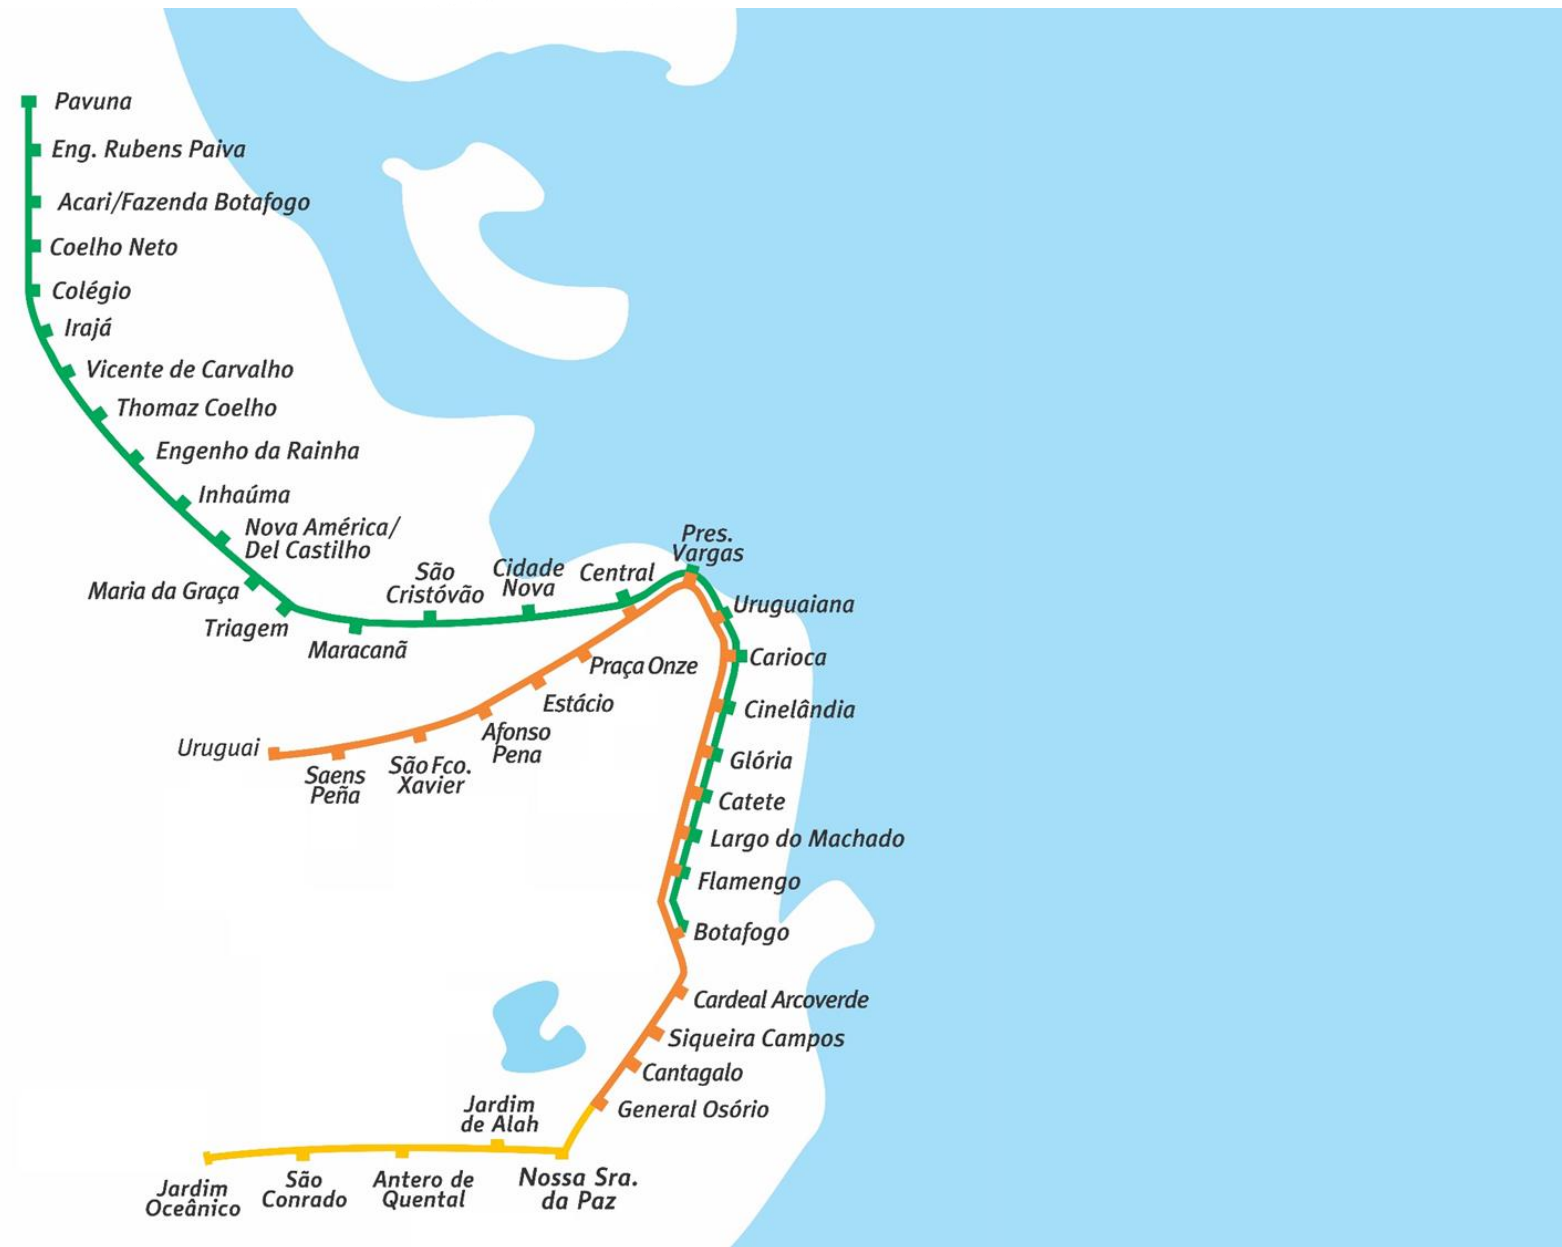 Pavuna
Eng. Rubens Paiva
Acari/Fazenda Botafogo
Coelho Neto
Colégio
Irajá
Vicente de Carvalho
Thomaz Coelho
Engenho da Rainha
Inhaúma
Nova América/
Del Castilho
Maria da Graça
Triagem
Maracanã
São
Cristóvão
Cidade
Nova
Central
Pres.
Vargas
Uruguaiana
Carioca
Cinelândia
Glória
Catete
Largo do Machado
Flamengo
Botafogo
Praça Onze
Estácio
Afonso
Pena
São Fco.
Xavier
Saens
Peña
Uruguai
Cardeal Arcoverde
Siqueira Campos
Cantagalo
General Osório
Nossa Sra.
da Paz
Jardim
de Alah
Antero de
Quental
São
Conrado
Jardim
Oceânico